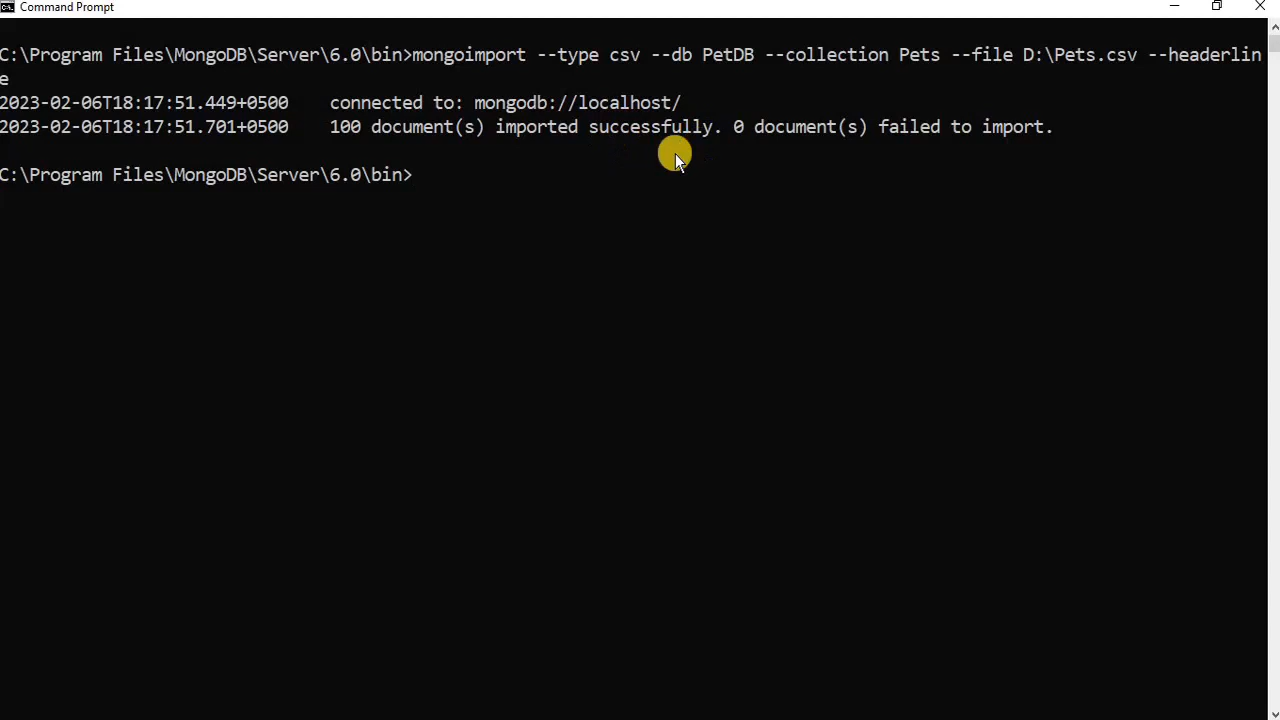 Command Prompt
C:\Program Files\MongoDB\Server\6.0\bin>mongoimport --type csv --db PetDB --collection Pets --file D:\Pets.csv --headerlin
e
2023-02-06T18:17:51.449+0500    connected to: mongodb://localhost/
2023-02-06T18:17:51.701+0500    100 document(s) imported successfully. 0 document(s) failed to import.
C:\Program Files\MongoDB\Server\6.0\bin>